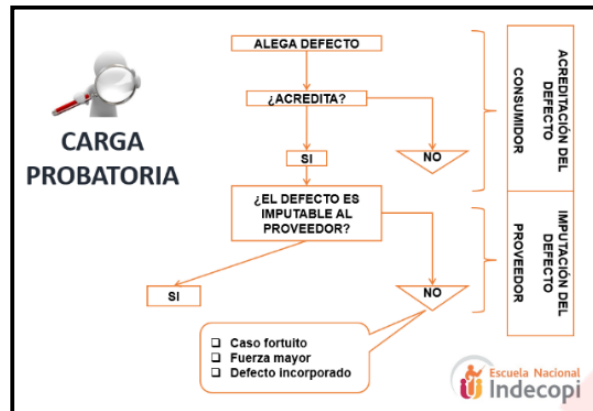 CARGA
PROBATORIA
ALEGA DEFECTO
¿ACREDITA?
SI
NO
¿EL DEFECTO ES
IMPUTABLE AL
PROVEEDOR?
SI
NO
Caso fortuito
Fuerza mayor
Defecto incorporado
ACREDITACIÓN DEL
DEFECTO
CONSUMIDOR
IMPUTACIÓN DEL
DEFECTO
PROVEEDOR
Escuela Nacional
Indecopi